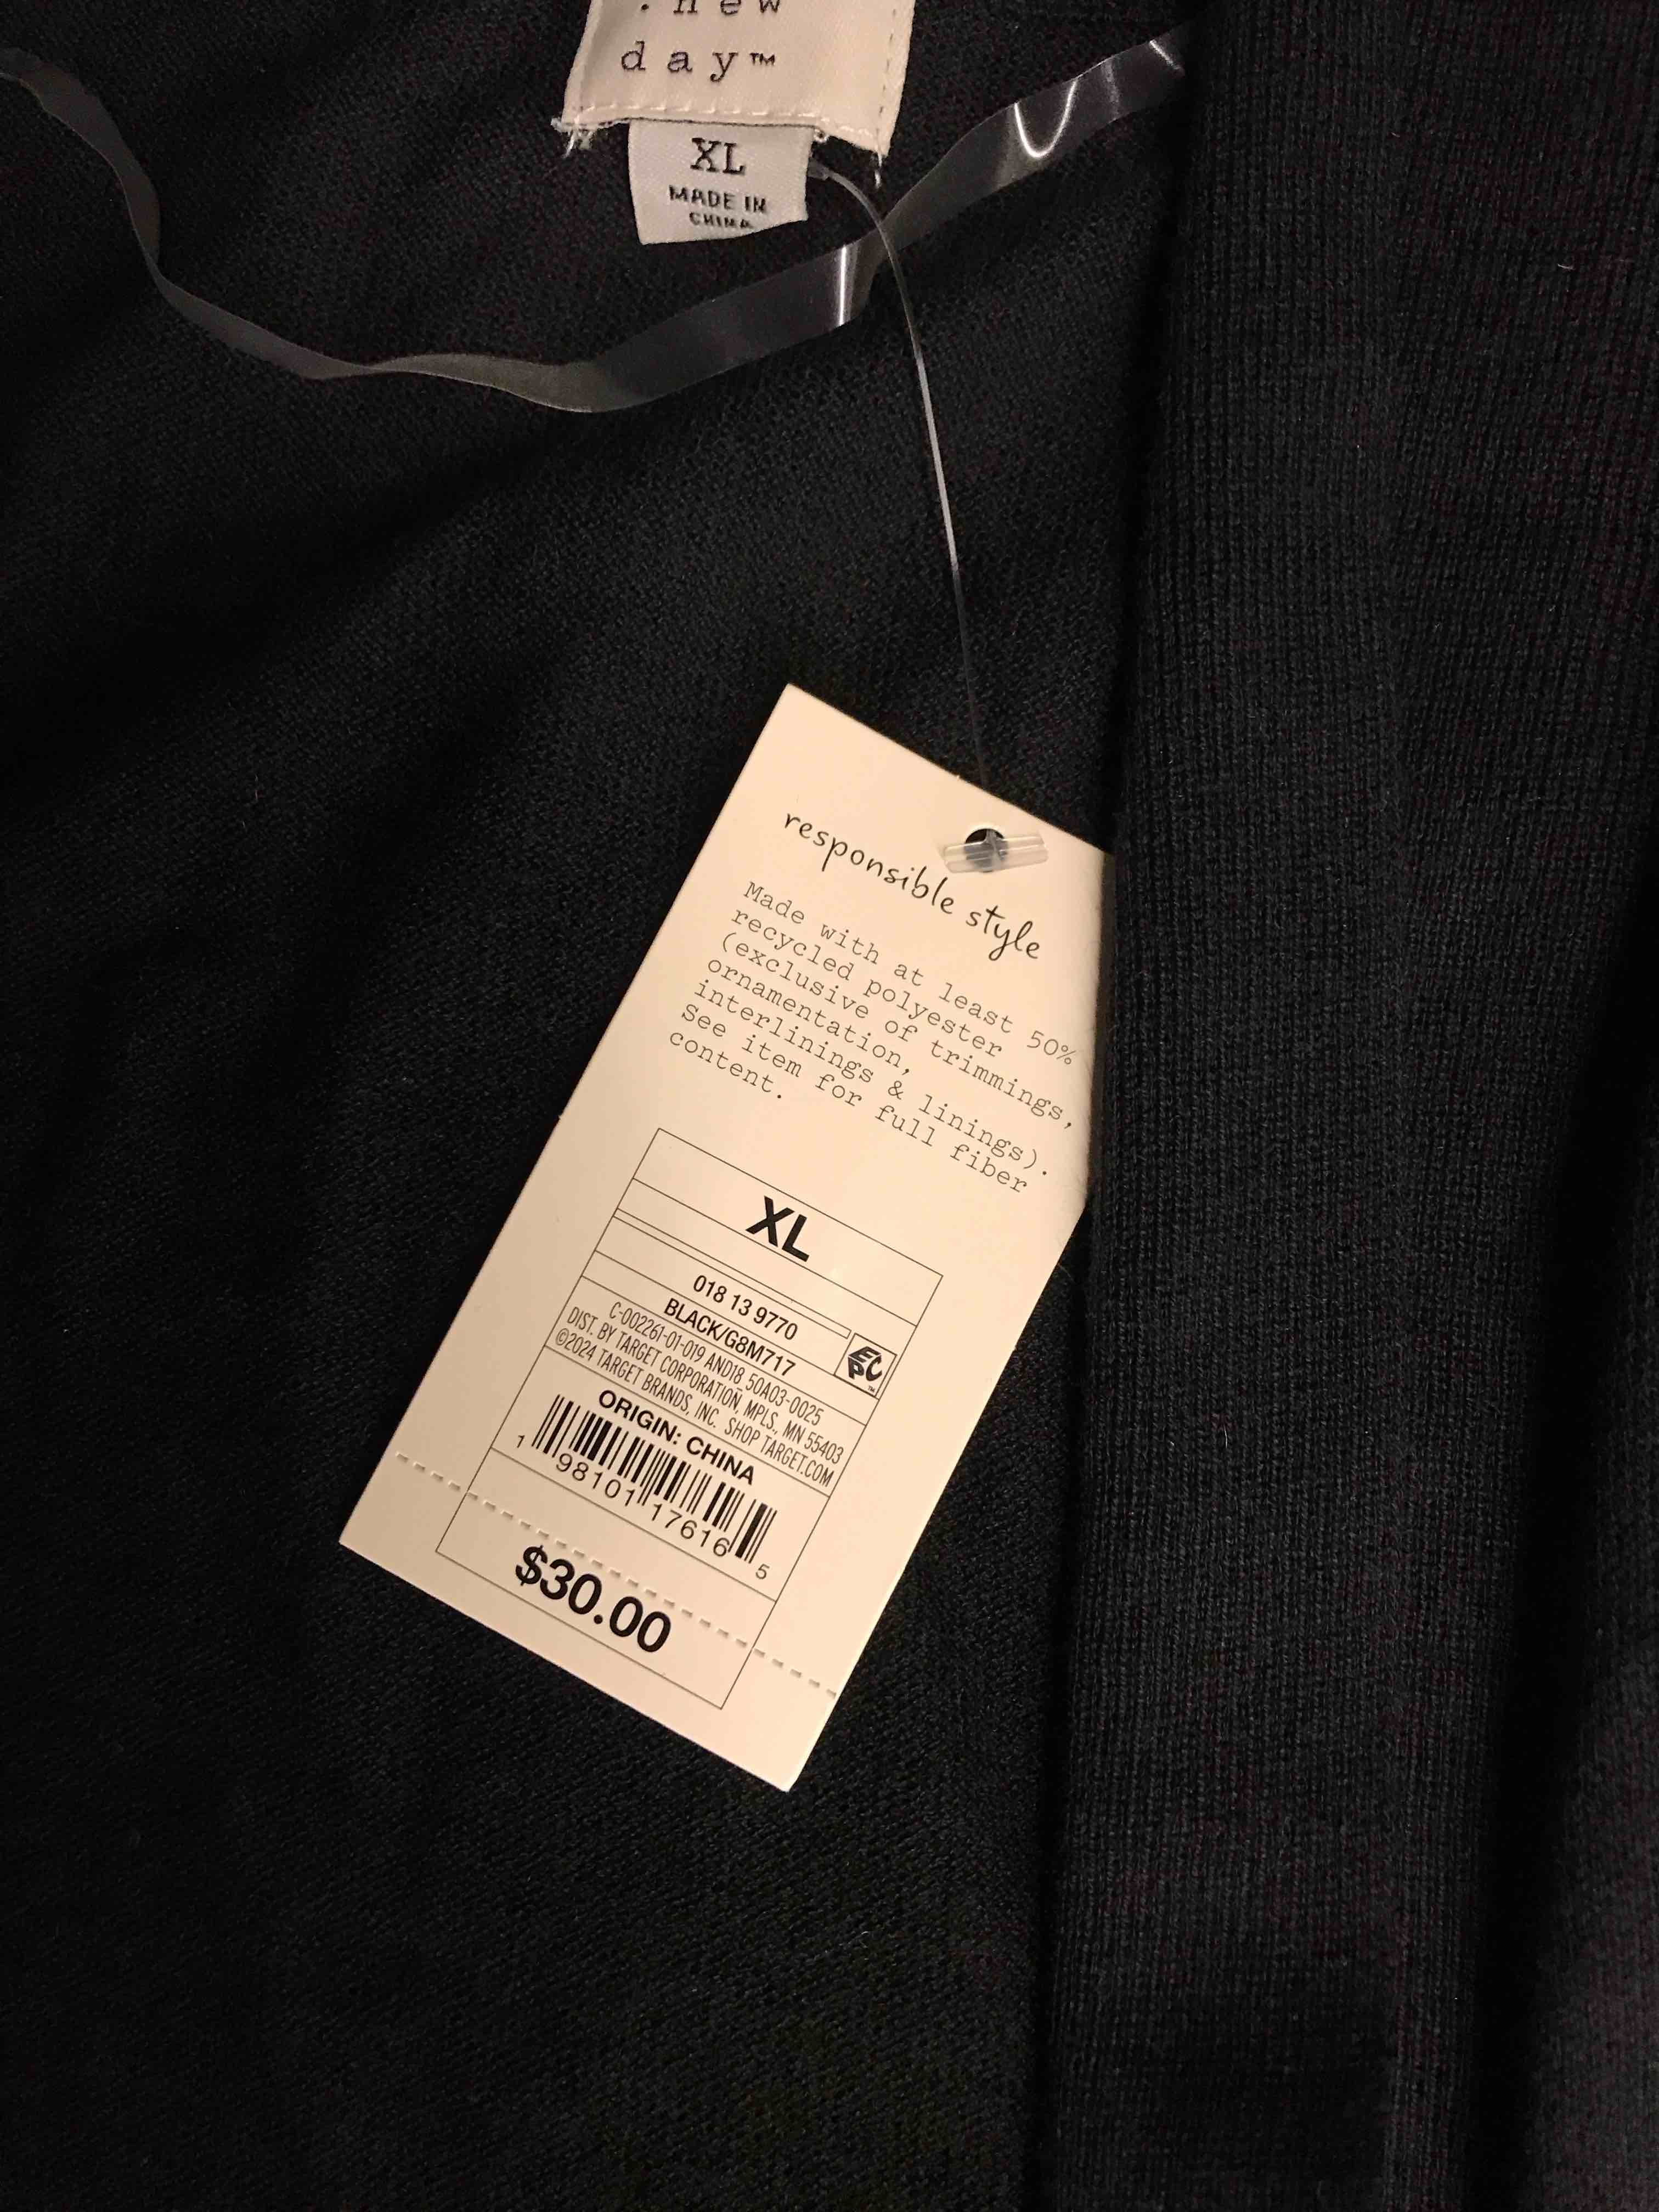 .new
day™
XL
MADE IN
CHINA
responsible style
Made with at least 50%
recycled polyester
(exclusive of trimmings,
ornamentation,
interlinings & linings).
See item for full fiber
content.
XL
018 13 9770
BLACK/G8M717
C-002261-01-019 AND18 50A03-0025
DIST. BY TARGET CORPORATION, MPLS, MN 55403
©2024 TARGET BRANDS, INC. SHOP TARGET.COM
EPC™
ORIGIN: CHINA
1 98101 17616 5
$30.00